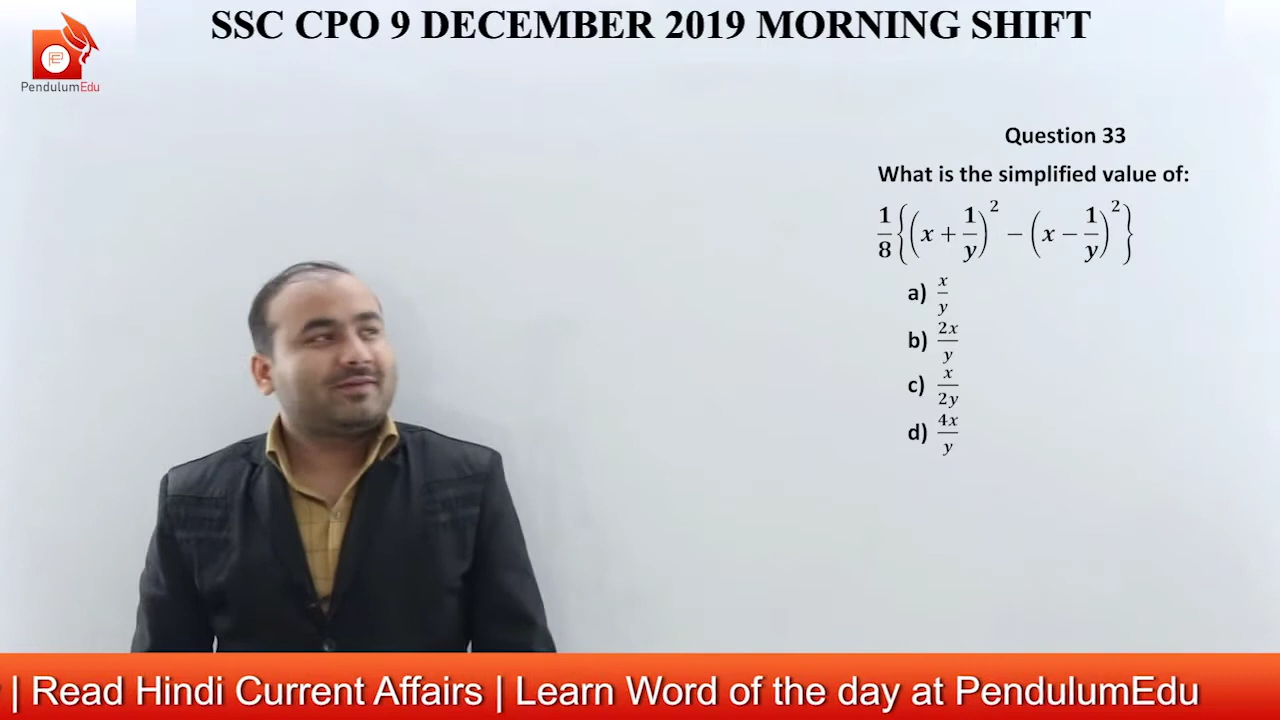 SSC CPO 9 DECEMBER 2019 MORNING SHIFT
PendulumEdu
Question 33
What is the simplified value of:
1/8{(x + 1/y)² − (x − 1/y)²}
a) x/y
b) 2x/y
c) x/2y
d) 4x/y
| Read Hindi Current Affairs | Learn Word of the day at PendulumEdu